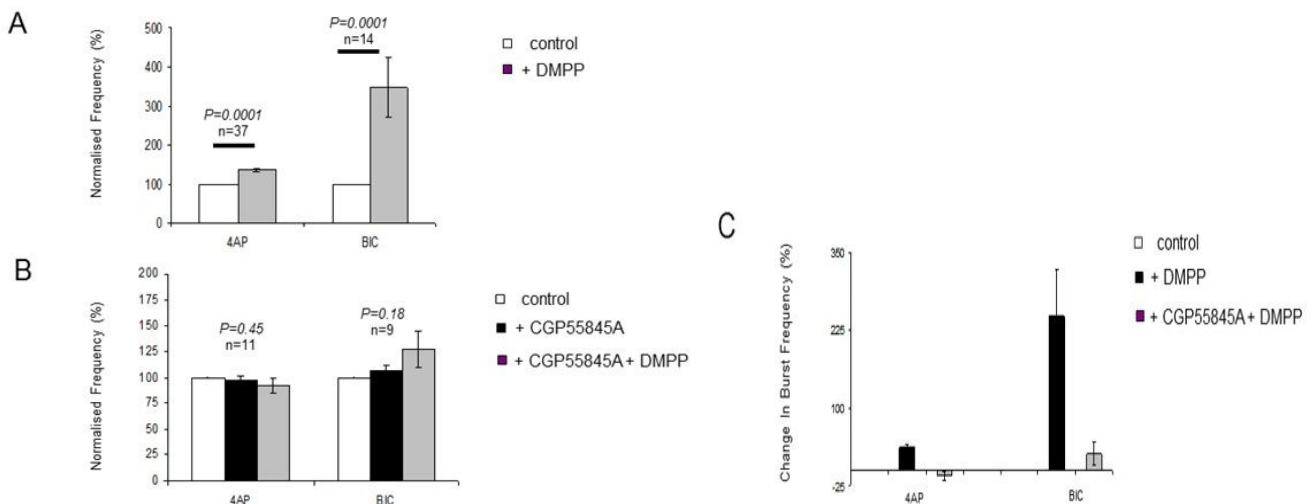 A
Normalised Frequency (%)
500
400
300
200
100
0
P=0.0001
n=37
P=0.0001
n=14
4AP
BIC
control
+ DMPP
B
Normalised Frequency (%)
200
175
150
125
100
75
50
25
0
P=0.45
n=11
P=0.18
n=9
4AP
BIC
control
+ CGP55845A
+ CGP55845A + DMPP
C
Change In Burst Frequency (%)
350
225
100
-25
4AP
BIC
control
+ DMPP
+ CGP55845A + DMPP